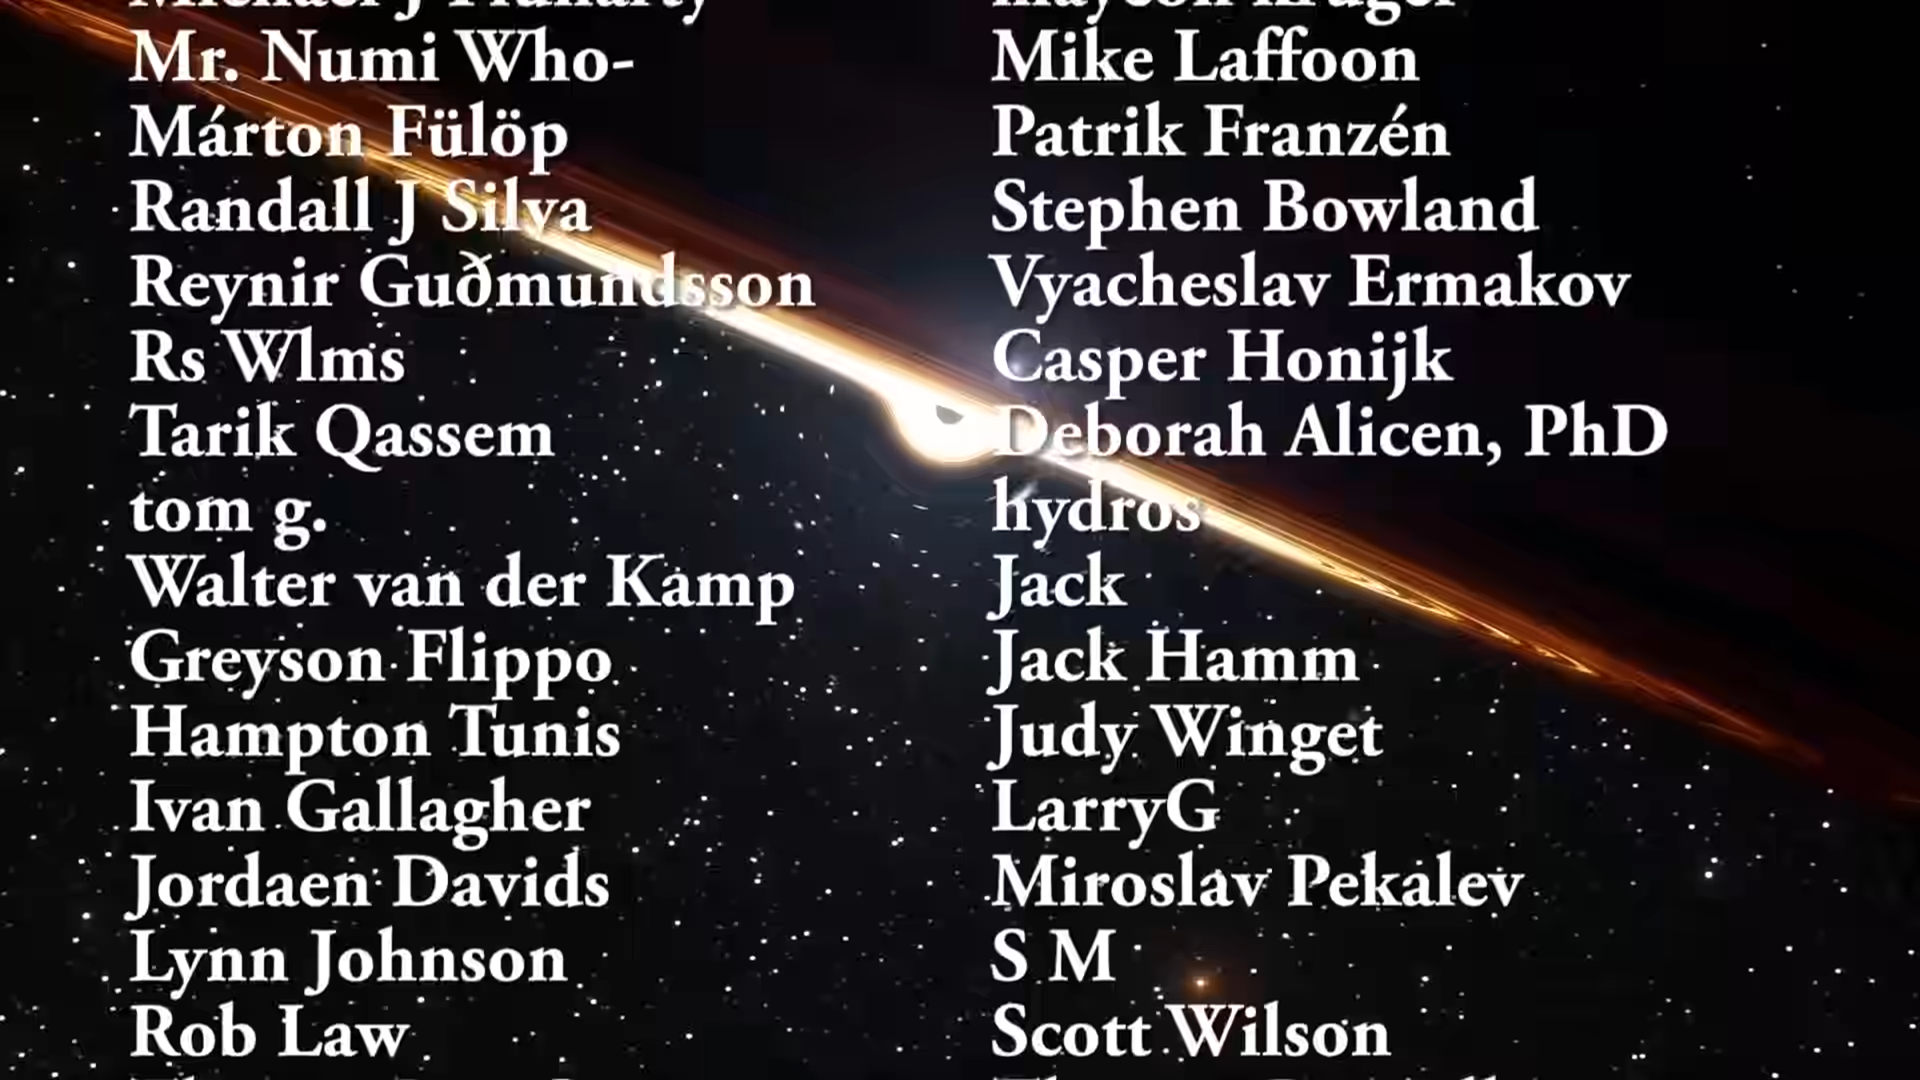 Mr. Numi Who-
Márton Fülöp
Randall J Silva
Reynir Guðmundsson
Rs Wlms
Tarik Qassem
tom g.
Walter van der Kamp
Greyson Flippo
Hampton Tunis
Ivan Gallagher
Jordaen Davids
Lynn Johnson
Rob Law
Mike Laffoon
Patrik Franzén
Stephen Bowland
Vyacheslav Ermakov
Casper Honijk
Deborah Alicen, PhD
hydros
Jack
Jack Hamm
Judy Winget
LarryG
Miroslav Pekalev
S M
Scott Wilson